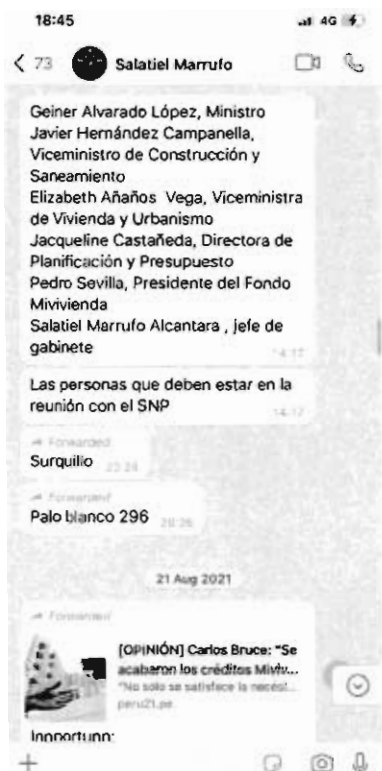 18:45
4G
73 Salatiel Marrufo
Geiner Alvarado López, Ministro
Javier Hernández Campanella,
Viceministro de Construcción y
Saneamiento
Elizabeth Añaños Vega, Viceministra
de Vivienda y Urbanismo
Jacqueline Castañeda, Directora de
Planificación y Presupuesto
Pedro Sevilla, Presidente del Fondo
Mivivienda
Salatiel Marrufo Alcantara , jefe de
gabinete
14:17
Las personas que deben estar en la
reunión con el SNP
14:17
Forwarded
Surquillo
Forwarded
Palo blanco 296
21 Aug 2021
Forwarded
[OPINIÓN] Carlos Bruce: "Se
acabaron los créditos Miviv...
"No solo se satisface la necesi...
peru21.pe